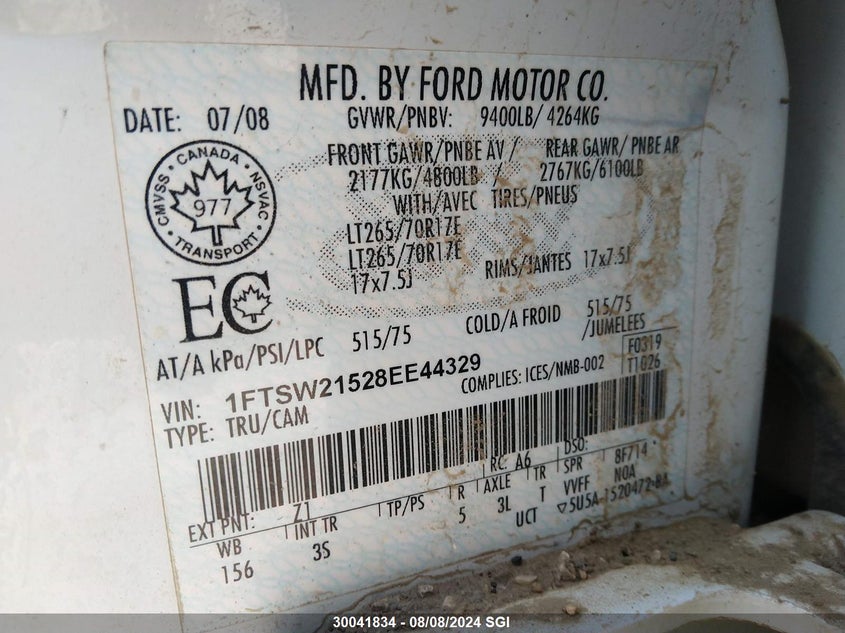 MFD. BY FORD MOTOR CO.
DATE: 07/08 GVWR/PNBV: 9400LB/ 4264KG
FRONT GAWR/PNBE AV / REAR GAWR/ PNBE AR
2177KG/4800LB / 2767KG/6100LB
WITH/AVEC TIRES/PNEUS
LT265/70R17E
LT265/70R17E
17x7.5J RIMS/JANTES 17x7.5J
CMVSS • CANADA • NSVAC
977
• TRANSPORT •
EC
AT/A kPa/PSI/LPC 515/75 COLD/A FROID 515/75
/JUMELEES
VIN: 1FTSW21528EE44329 COMPLIES: ICES/NMB-002 F0319
T1026
TYPE: TRU/CAM
RC: A6 DSO:
EXT PNT: Z1 8F714
WB INT TR TP/PS R AXLE TR SPR NOA
156 3S 5 3L T VVFF
UCT ▽5U5A-1520472-BA
30041834 - 08/08/2024 SGI